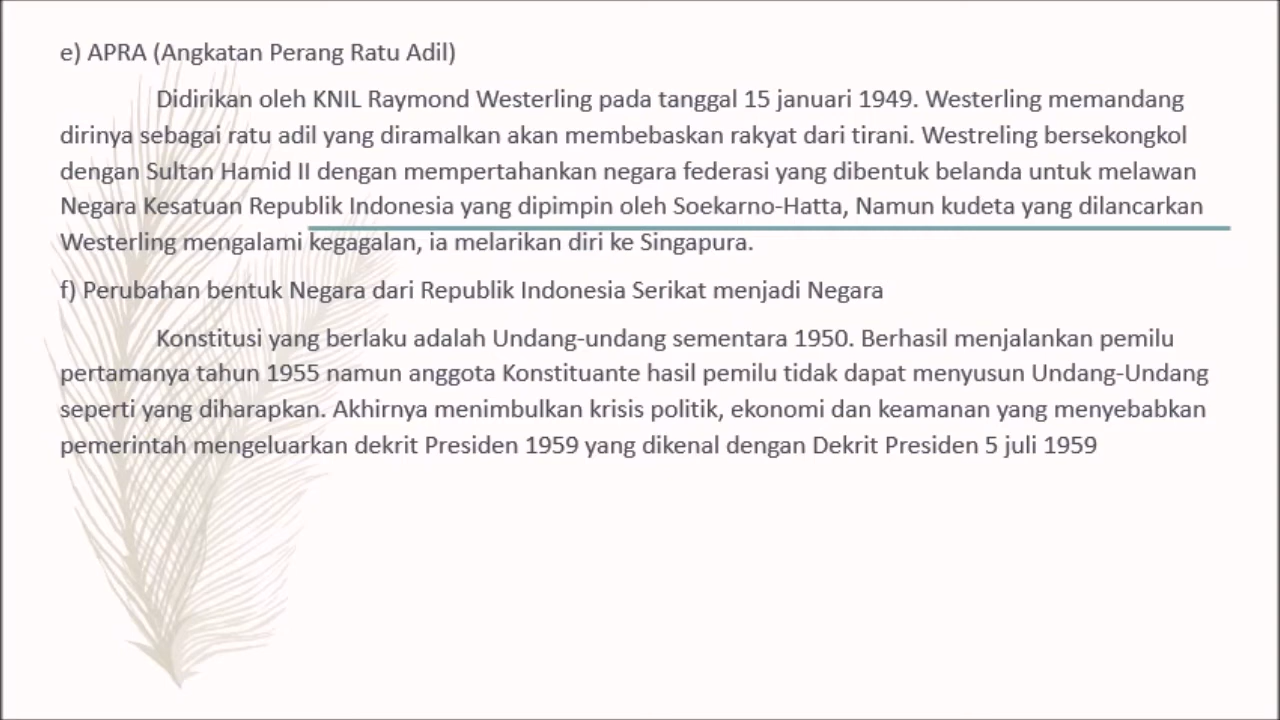 e) APRA (Angkatan Perang Ratu Adil)
Didirikan oleh KNIL Raymond Westerling pada tanggal 15 januari 1949. Westerling memandang
dirinya sebagai ratu adil yang diramalkan akan membebaskan rakyat dari tirani. Westreling bersekongkol
dengan Sultan Hamid II dengan mempertahankan negara federasi yang dibentuk belanda untuk melawan
Negara Kesatuan Republik Indonesia yang dipimpin oleh Soekarno-Hatta, Namun kudeta yang dilancarkan
Westerling mengalami kegagalan, ia melarikan diri ke Singapura.
f) Perubahan bentuk Negara dari Republik Indonesia Serikat menjadi Negara
Konstitusi yang berlaku adalah Undang-undang sementara 1950. Berhasil menjalankan pemilu
pertamanya tahun 1955 namun anggota Konstituante hasil pemilu tidak dapat menyusun Undang-Undang
seperti yang diharapkan. Akhirnya menimbulkan krisis politik, ekonomi dan keamanan yang menyebabkan
pemerintah mengeluarkan dekrit Presiden 1959 yang dikenal dengan Dekrit Presiden 5 juli 1959